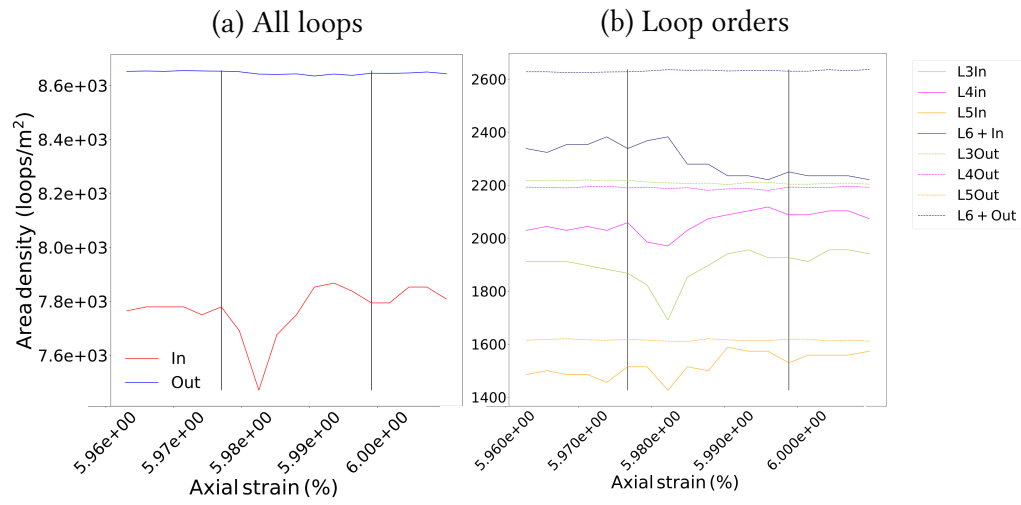 (a) All loops
(b) Loop orders
Area density (loops/m²)
8.6e+03
8.4e+03
8.2e+03
8.0e+03
7.8e+03
7.6e+03
In
Out
5.96e+00
5.97e+00
5.98e+00
5.99e+00
6.00e+00
Axial strain (%)
2600
2400
2200
2000
1800
1600
1400
5.960e+00
5.970e+00
5.980e+00
5.990e+00
6.000e+00
Axial strain (%)
L3In
L4in
L5In
L6 + In
L3Out
L4Out
L5Out
L6 + Out